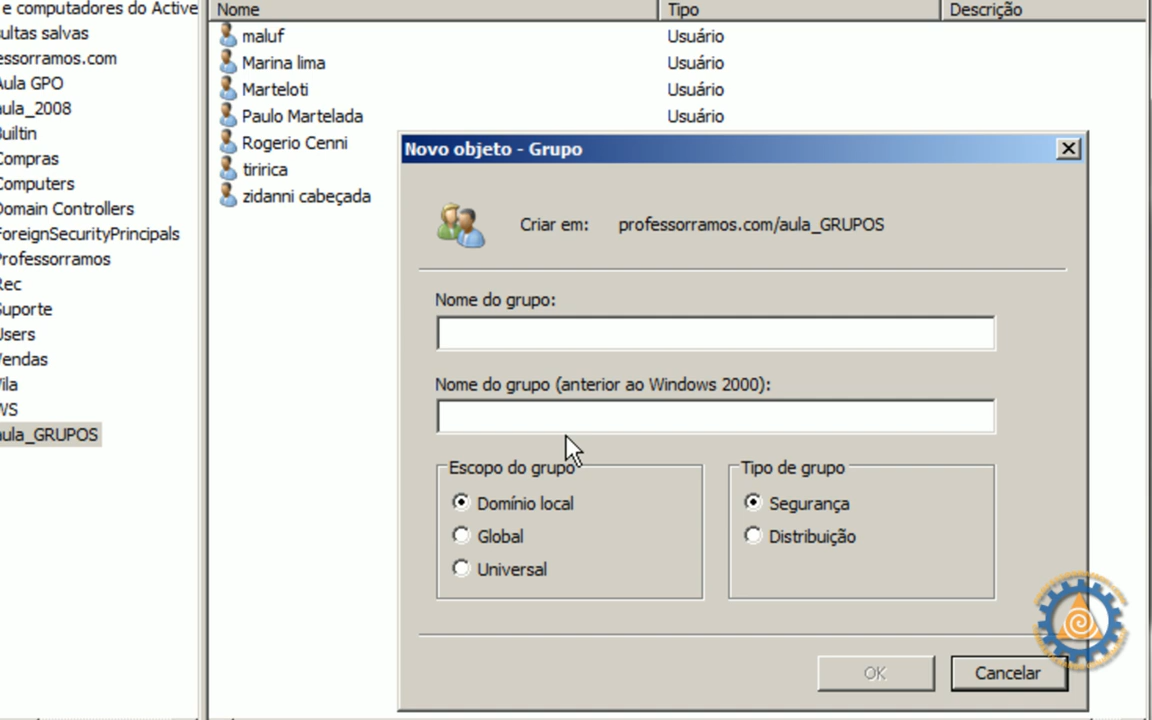 e computadores do Active
ultas salvas
essorramos.com
Aula GPO
aula_2008
Builtin
Compras
Computers
Domain Controllers
ForeignSecurityPrincipals
Professorramos
Rec
Suporte
Users
Vendas
Vila
WS
aula_GRUPOS
Nome Tipo Descrição
maluf Usuário
Marina lima Usuário
Marteloti Usuário
Paulo Martelada Usuário
Rogerio Cenni
tiririca
zidanni cabeçada
Novo objeto - Grupo
Criar em: professorramos.com/aula_GRUPOS
Nome do grupo:
Nome do grupo (anterior ao Windows 2000):
Escopo do grupo Tipo de grupo
Domínio local Segurança
Global Distribuição
Universal
OK Cancelar